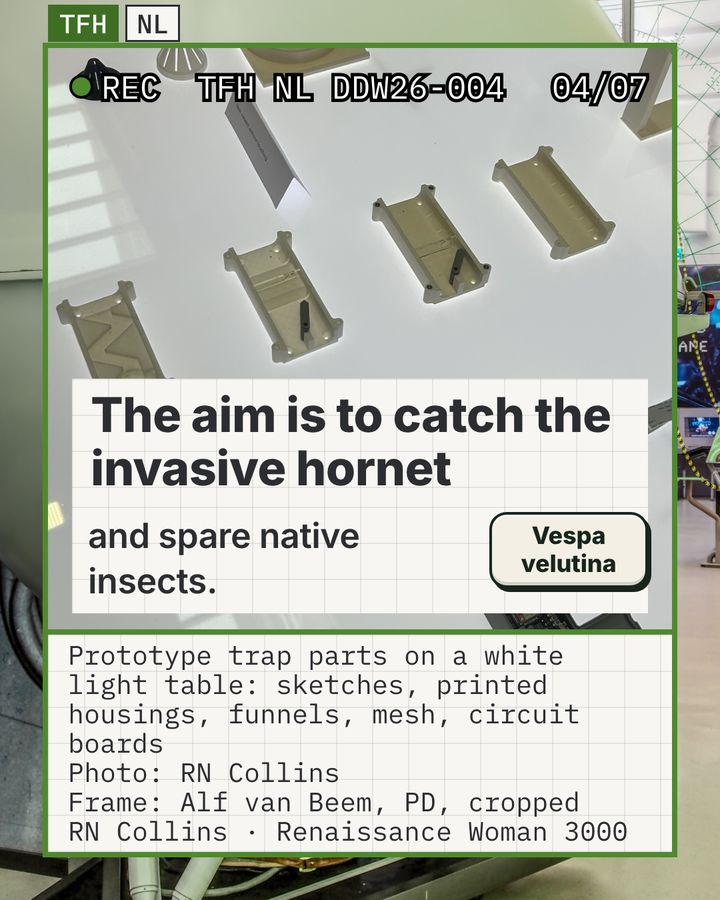 TFH NL
REC TFH NL DDW26-004 04/07
The aim is to catch the
invasive hornet
and spare native
insects.
Vespa
velutina
Prototype trap parts on a white
light table: sketches, printed
housings, funnels, mesh, circuit
boards
Photo: RN Collins
Frame: Alf van Beem, PD, cropped
RN Collins · Renaissance Woman 3000